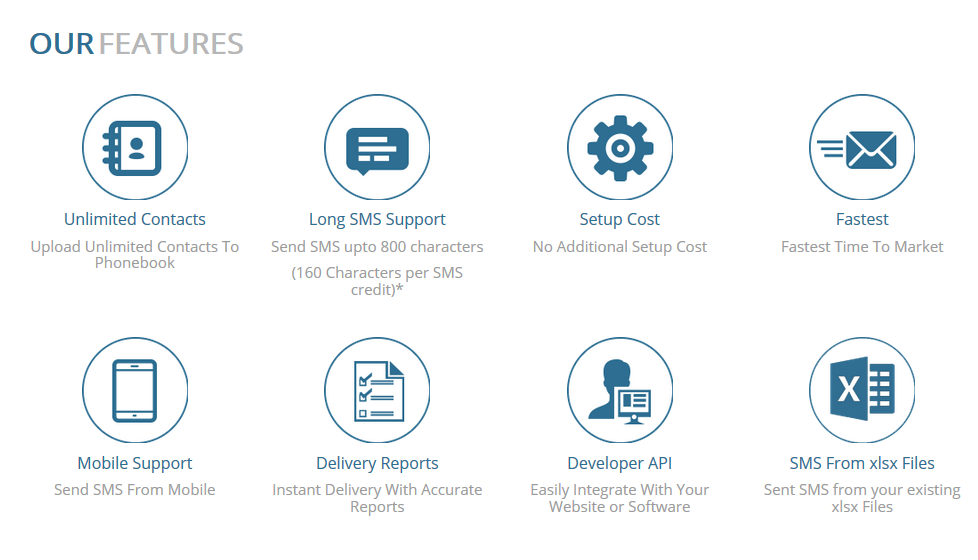 OUR FEATURES
Unlimited Contacts
Upload Unlimited Contacts To
Phonebook
Long SMS Support
Send SMS upto 800 characters
(160 Characters per SMS
credit)*
Setup Cost
No Additional Setup Cost
Fastest
Fastest Time To Market
Mobile Support
Send SMS From Mobile
Delivery Reports
Instant Delivery With Accurate
Reports
Developer API
Easily Integrate With Your
Website or Software
X
SMS From xlsx Files
Sent SMS from your existing
xlsx Files